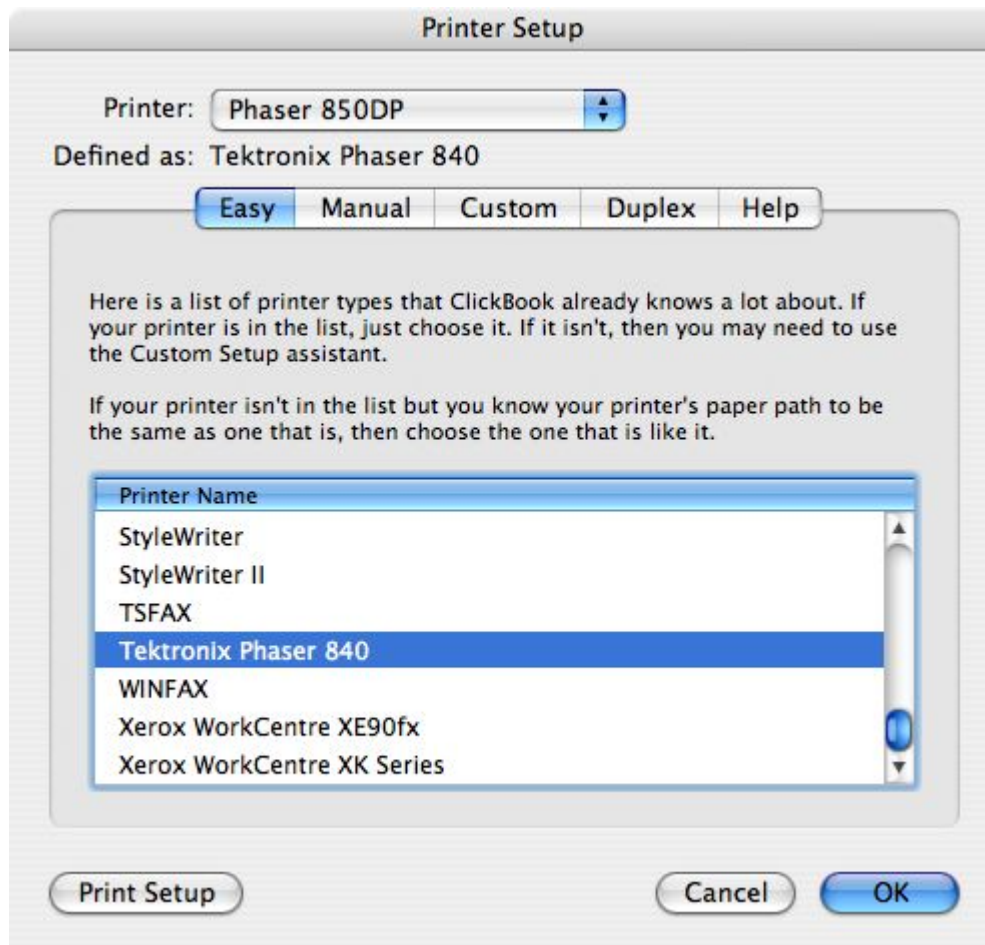 Printer Setup
Printer: Phaser 850DP
Defined as: Tektronix Phaser 840
Easy Manual Custom Duplex Help
Here is a list of printer types that ClickBook already knows a lot about. If
your printer is in the list, just choose it. If it isn't, then you may need to use
the Custom Setup assistant.
If your printer isn't in the list but you know your printer's paper path to be
the same as one that is, then choose the one that is like it.
Printer Name
StyleWriter
StyleWriter II
TSFAX
Tektronix Phaser 840
WINFAX
Xerox WorkCentre XE90fx
Xerox WorkCentre XK Series
Print Setup Cancel OK